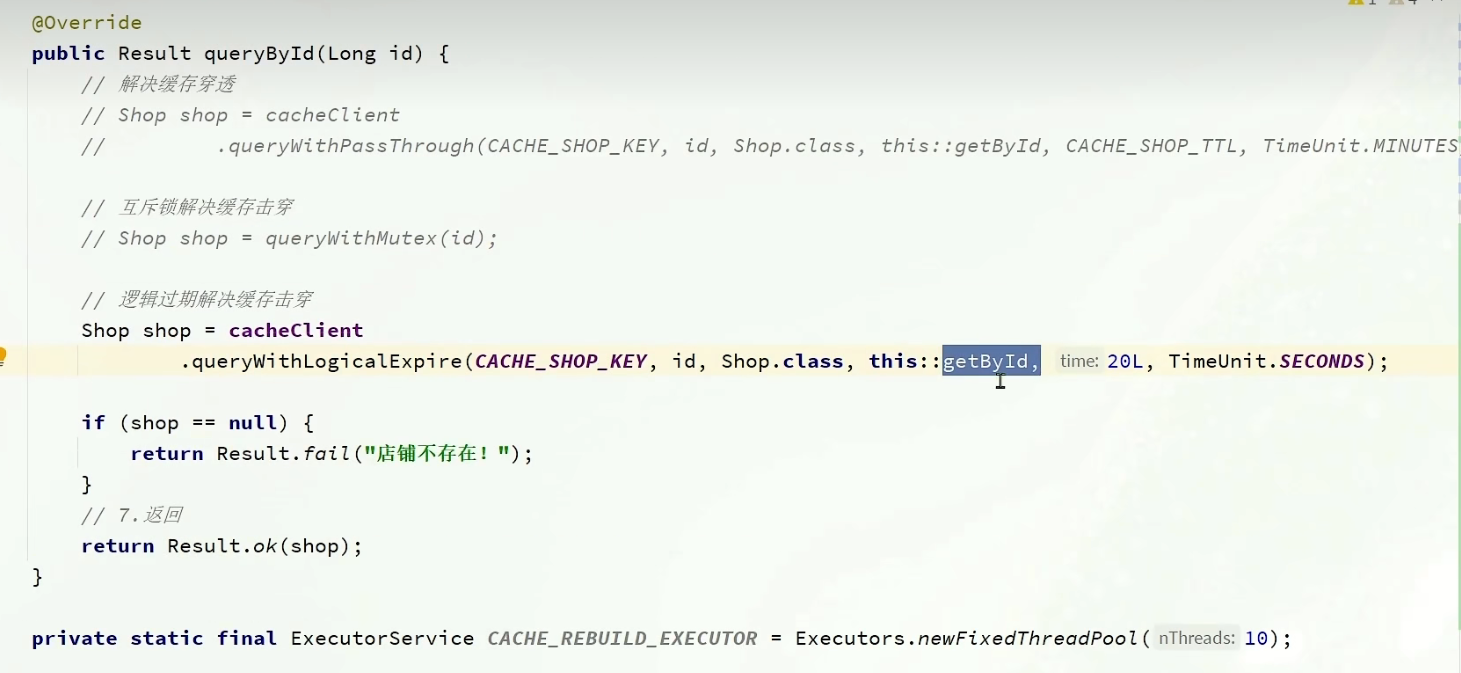 @Override
public Result queryById(Long id) {
// 解决缓存穿透
// Shop shop = cacheClient
// .queryWithPassThrough(CACHE_SHOP_KEY, id, Shop.class, this::getById, CACHE_SHOP_TTL, TimeUnit.MINUTES
// 互斥锁解决缓存击穿
// Shop shop = queryWithMutex(id);
// 逻辑过期解决缓存击穿
Shop shop = cacheClient
.queryWithLogicalExpire(CACHE_SHOP_KEY, id, Shop.class, this::getById, time: 20L, TimeUnit.SECONDS);
if (shop == null) {
return Result.fail("店铺不存在！");
}
// 7.返回
return Result.ok(shop);
}
private static final ExecutorService CACHE_REBUILD_EXECUTOR = Executors.newFixedThreadPool( nThreads: 10);